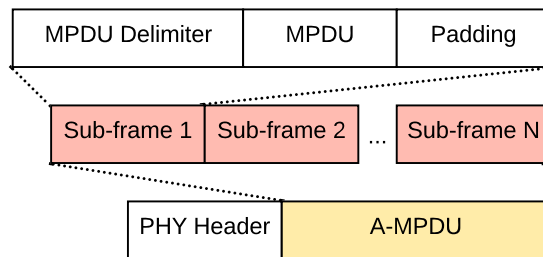 MPDU Delimiter MPDU Padding
Sub-frame 1 Sub-frame 2 ... Sub-frame N
PHY Header A-MPDU